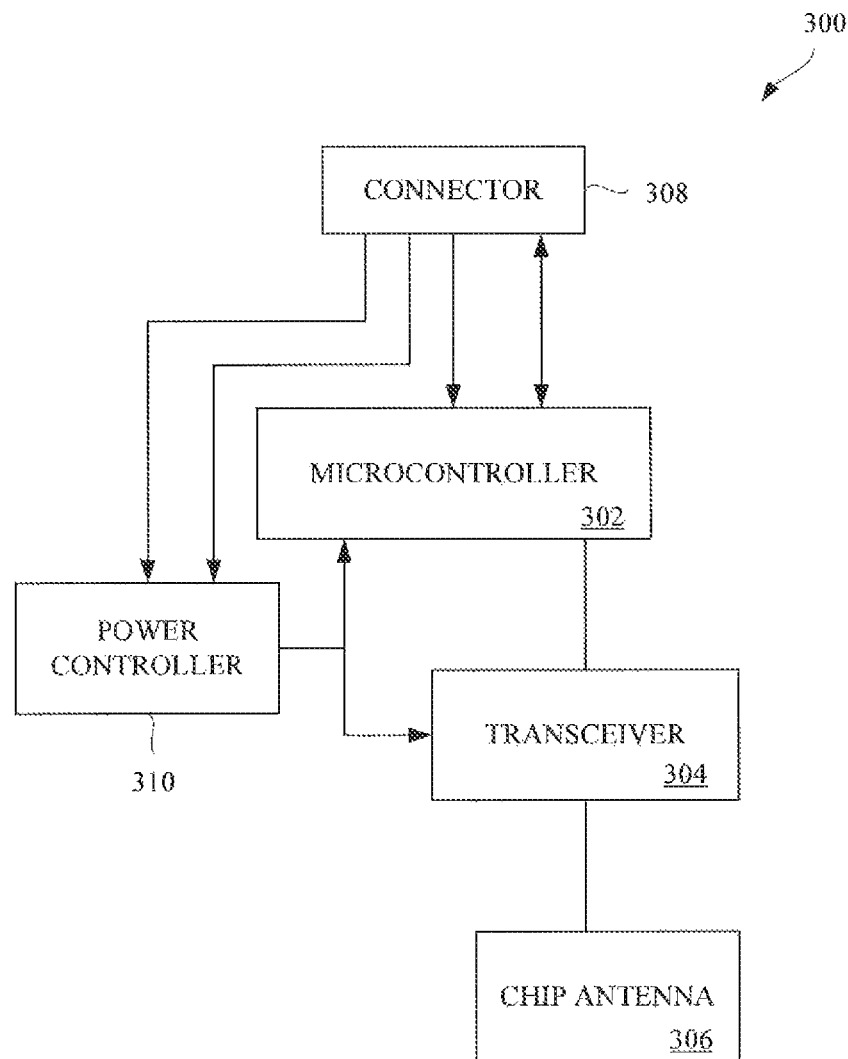 300
CONNECTOR
308
MICROCONTROLLER
302
POWER
CONTROLLER
310
TRANSCEIVER
304
CHIP ANTENNA
306